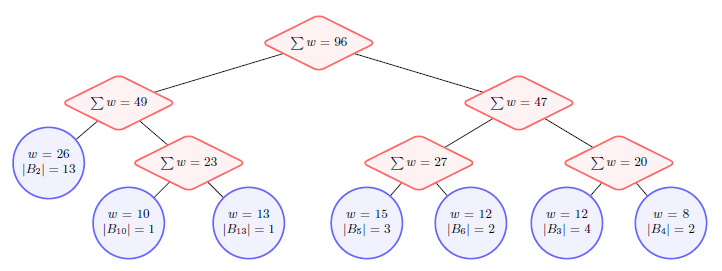 ∑ w = 96
∑ w = 49
∑ w = 47
w = 26
|B₂| = 13
∑ w = 23
∑ w = 27
∑ w = 20
w = 10
|B₁₀| = 1
w = 13
|B₁₃| = 1
w = 15
|B₅| = 3
w = 12
|B₆| = 2
w = 12
|B₃| = 4
w = 8
|B₄| = 2